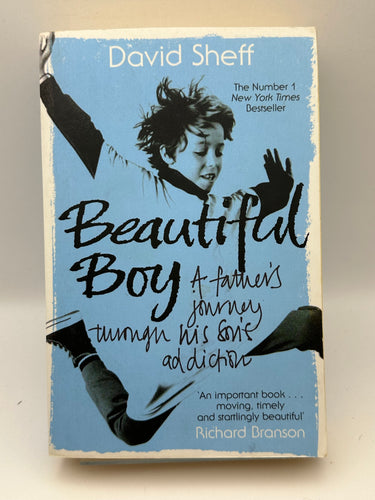 David Sheff
The Number 1
New York Times
Bestseller
Beautiful
Boy
A father's
journey
through his son's
addiction
'An important book . . .
moving, timely
and startlingly beautiful'
Richard Branson